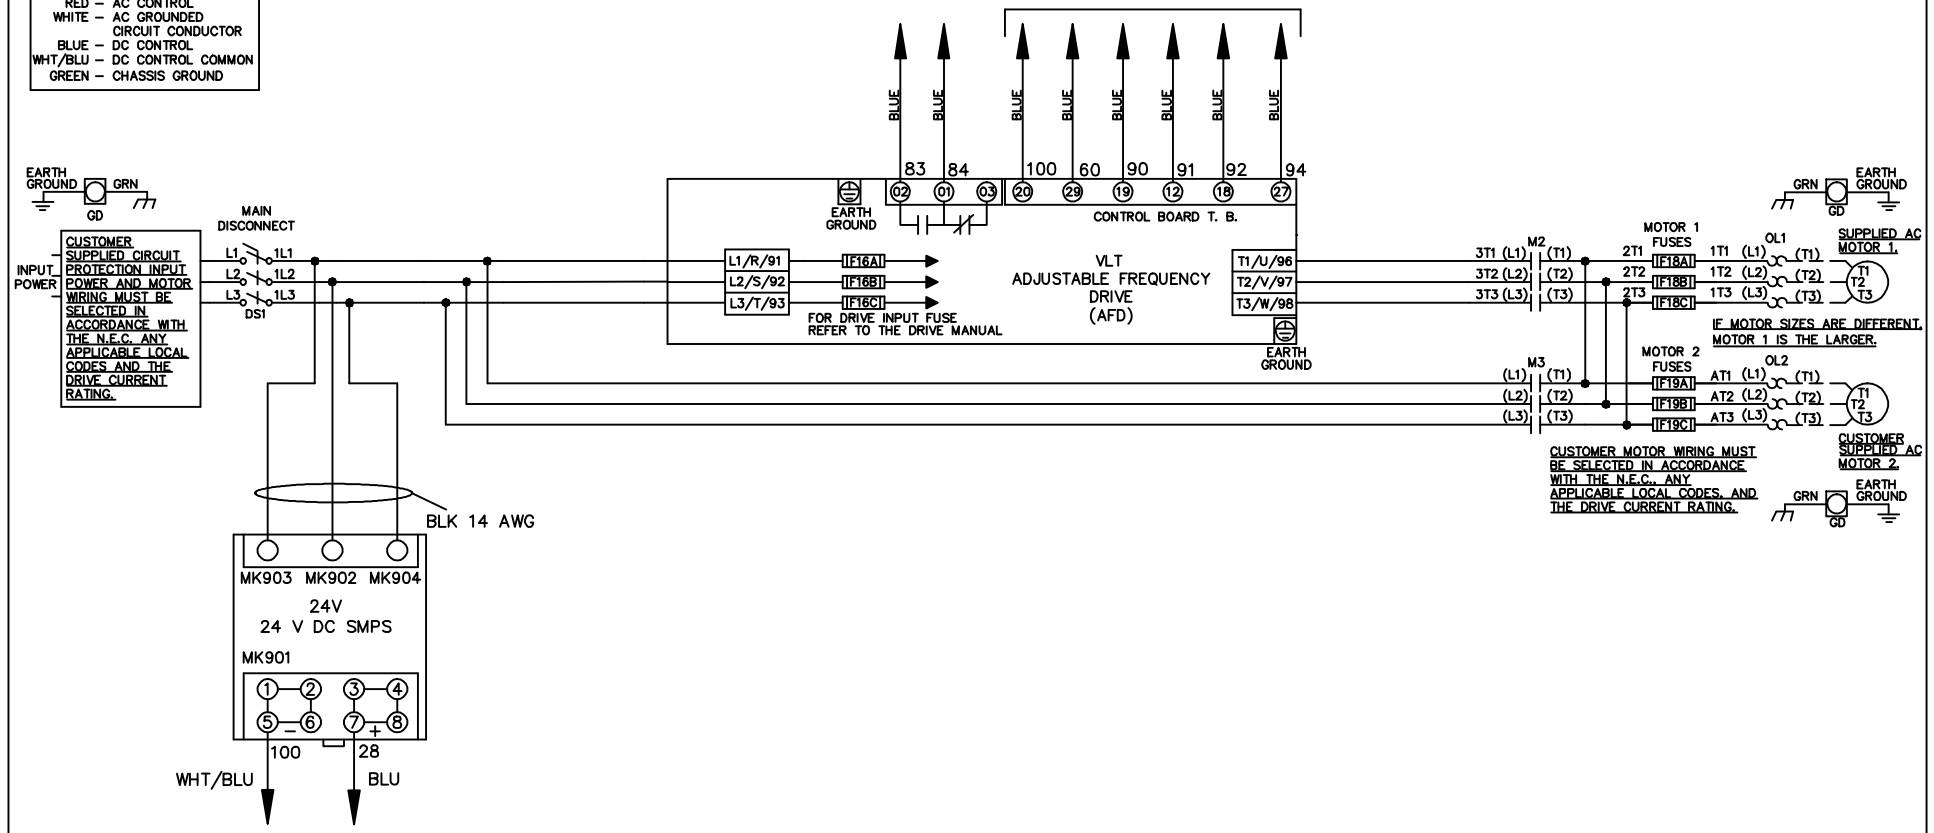 RED – AC CONTROL
WHITE – AC GROUNDED
CIRCUIT CONDUCTOR
BLUE – DC CONTROL
WHT/BLU – DC CONTROL COMMON
GREEN – CHASSIS GROUND
BLUE
BLUE
BLUE
BLUE
BLUE
BLUE
BLUE
BLUE
83
84
100
60
90
91
92
94
02
01
03
20
29
19
12
18
27
EARTH
GROUND
CONTROL BOARD T. B.
EARTH
GROUND
GRN
GD
MAIN
DISCONNECT
CUSTOMER
SUPPLIED CIRCUIT
PROTECTION INPUT
POWER AND MOTOR
WIRING MUST BE
SELECTED IN
ACCORDANCE WITH
THE N.E.C. ANY
APPLICABLE LOCAL
CODES AND THE
DRIVE CURRENT
RATING.
INPUT
POWER
L1
1L1
L2
1L2
L3
1L3
DS1
L1/R/91
L2/S/92
L3/T/93
F16A
F16B
F16C
FOR DRIVE INPUT FUSE
REFER TO THE DRIVE MANUAL
VLT
ADJUSTABLE FREQUENCY
DRIVE
(AFD)
T1/U/96
T2/V/97
T3/W/98
EARTH
GROUND
M2
3T1 (L1) (T1)
3T2 (L2) (T2)
3T3 (L3) (T3)
MOTOR 1
FUSES
2T1 F18A 1T1 (L1)
2T2 F18B 1T2 (L2)
2T3 F18C 1T3 (L3)
OL1
(T1)
(T2)
(T3)
GRN
EARTH
GROUND
GD
SUPPLIED AC
MOTOR 1.
T1
T2
T3
IF MOTOR SIZES ARE DIFFERENT,
MOTOR 1 IS THE LARGER.
M3
(L1) (T1)
(L2) (T2)
(L3) (T3)
MOTOR 2
FUSES
F19A AT1 (L1)
F19B AT2 (L2)
F19C AT3 (L3)
OL2
(T1)
(T2)
(T3)
T1
T2
T3
CUSTOMER
SUPPLIED AC
MOTOR 2.
CUSTOMER MOTOR WIRING MUST
BE SELECTED IN ACCORDANCE
WITH THE N.E.C., ANY
APPLICABLE LOCAL CODES, AND
THE DRIVE CURRENT RATING.
GRN
EARTH
GROUND
GD
BLK 14 AWG
MK903 MK902 MK904
24V
24 V DC SMPS
MK901
1 2 3 4
5 6 7 8
– +
100
28
WHT/BLU
BLU